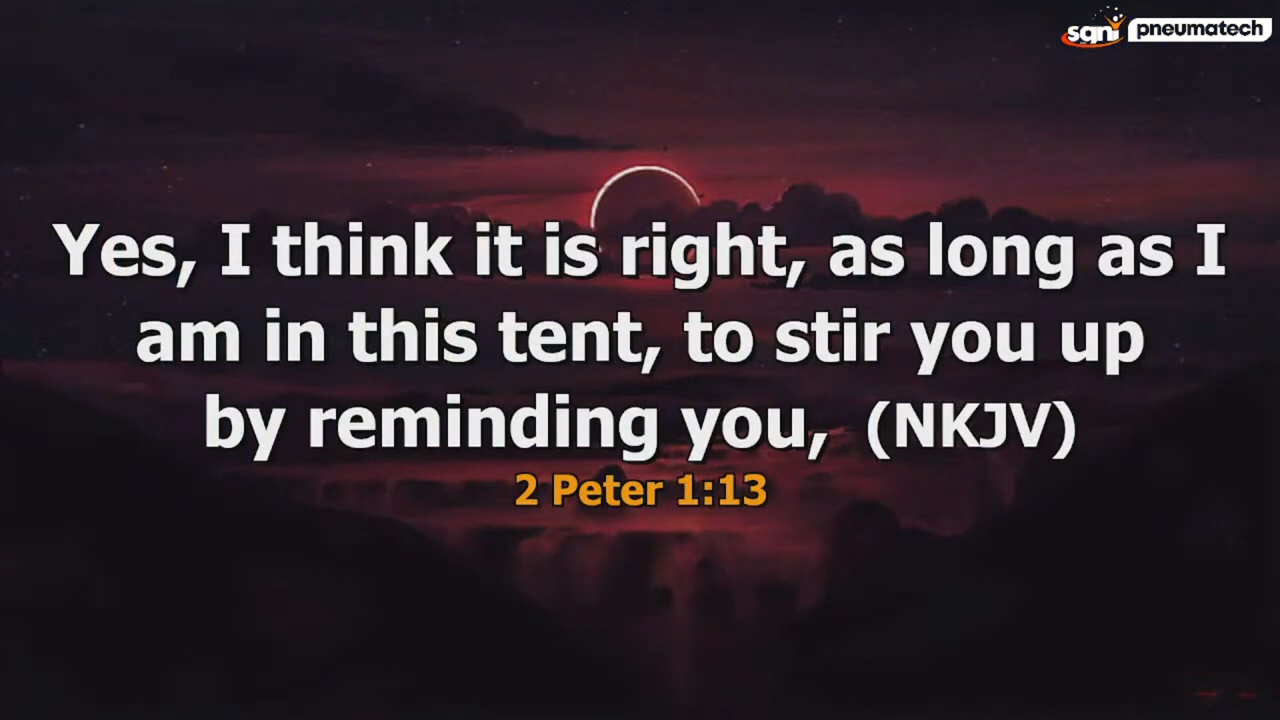 sgni pneumatech
Yes, I think it is right, as long as I
am in this tent, to stir you up
by reminding you, (NKJV)
2 Peter 1:13